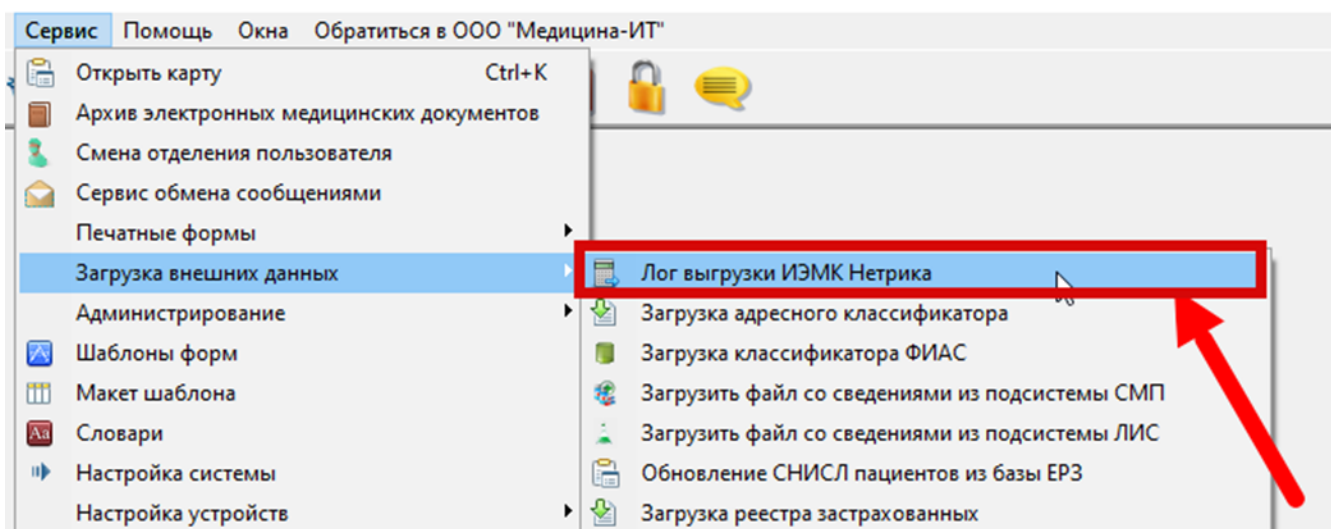 Сервис Помощь Окна Обратиться в ООО "Медицина-ИТ"
Открыть карту Ctrl+K
Архив электронных медицинских документов
Смена отделения пользователя
Сервис обмена сообщениями
Печатные формы
Загрузка внешних данных
Администрирование
Шаблоны форм
Макет шаблона
Aa Словари
Настройка системы
Настройка устройств
Лог выгрузки ИЭМК Нетрика
Загрузка адресного классификатора
Загрузка классификатора ФИАС
Загрузить файл со сведениями из подсистемы СМП
Загрузить файл со сведениями из подсистемы ЛИС
Обновление СНИСЛ пациентов из базы ЕРЗ
Загрузка реестра застрахованных